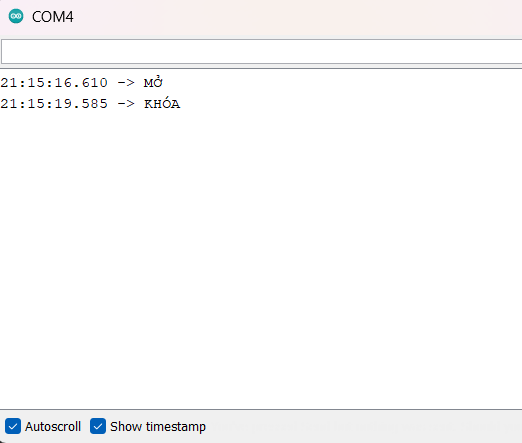 COM4
21:15:16.610 -> MỞ
21:15:19.585 -> KHÓA
Autoscroll Show timestamp